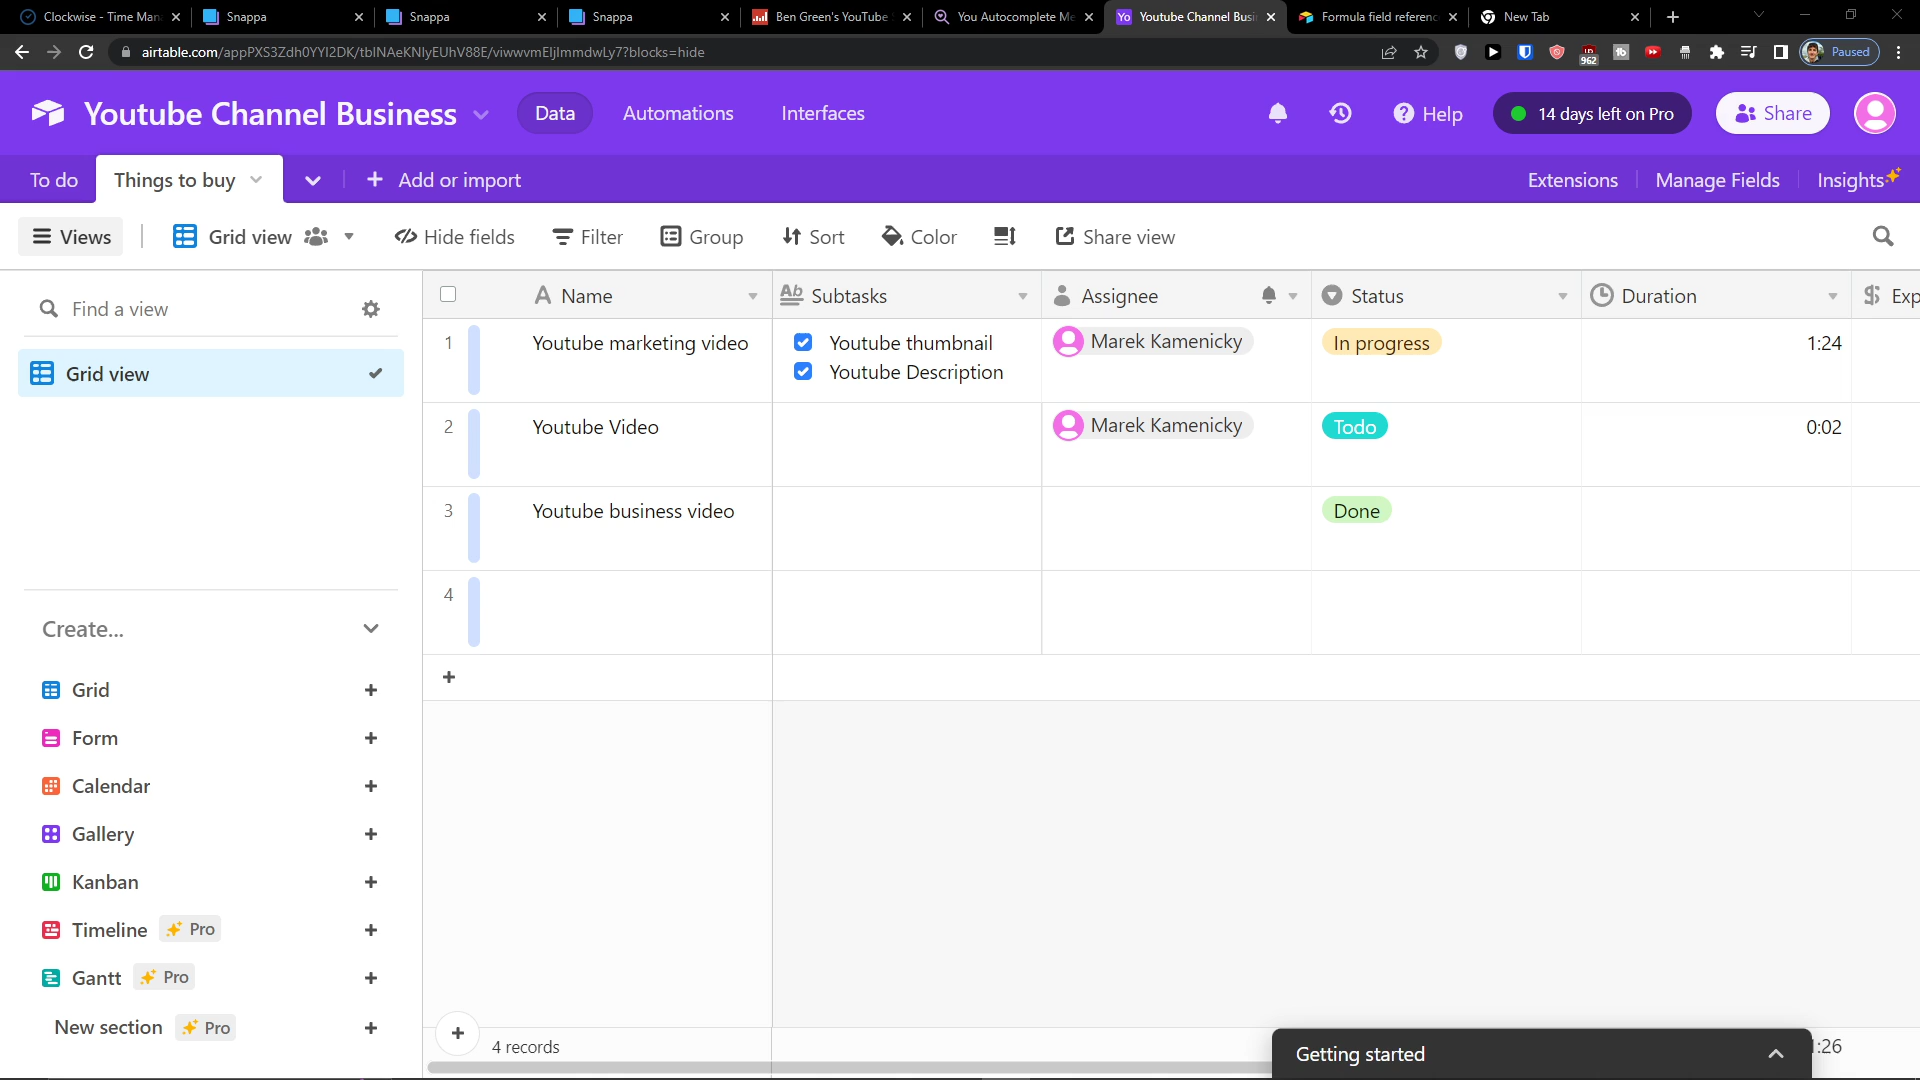 Clockwise - Time Man
Snappa
Snappa
Snappa
Ben Green's YouTube
You Autocomplete Me
Yo
Youtube Channel Busi
Formula field referenc
New Tab
airtable.com/appPXS3Zdh0YYI2DK/tblNAeKNlyEUhV88E/viwwvmEljlmmdwLy7?blocks=hide
962
Paused
Youtube Channel Business
Data
Automations
Interfaces
Help
14 days left on Pro
Share
To do
Things to buy
Add or import
Extensions
Manage Fields
Insights
Views
Grid view
Hide fields
Filter
Group
Sort
Color
Share view
Find a view
Grid view
Name
Subtasks
Assignee
Status
Duration
Exp
1
Youtube marketing video
Youtube thumbnail
Youtube Description
Marek Kamenicky
In progress
1:24
2
Youtube Video
Marek Kamenicky
Todo
0:02
3
Youtube business video
Done
4
Create...
Grid
Form
Calendar
Gallery
Kanban
Timeline
Pro
Gantt
Pro
New section
Pro
4 records
Getting started
:26